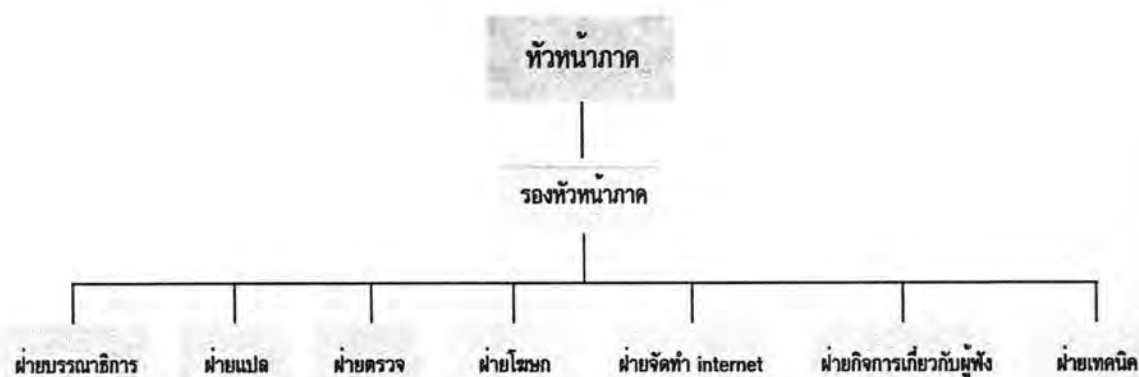 หัวหน้าภาค
รองหัวหน้าภาค
ฝ่ายบรรณาธิการ ฝ่ายแปล ฝ่ายตรวจ ฝ่ายโฆษก ฝ่ายจัดทำ internet ฝ่ายกิจการเกี่ยวกับผู้ฟัง ฝ่ายเทคนิค